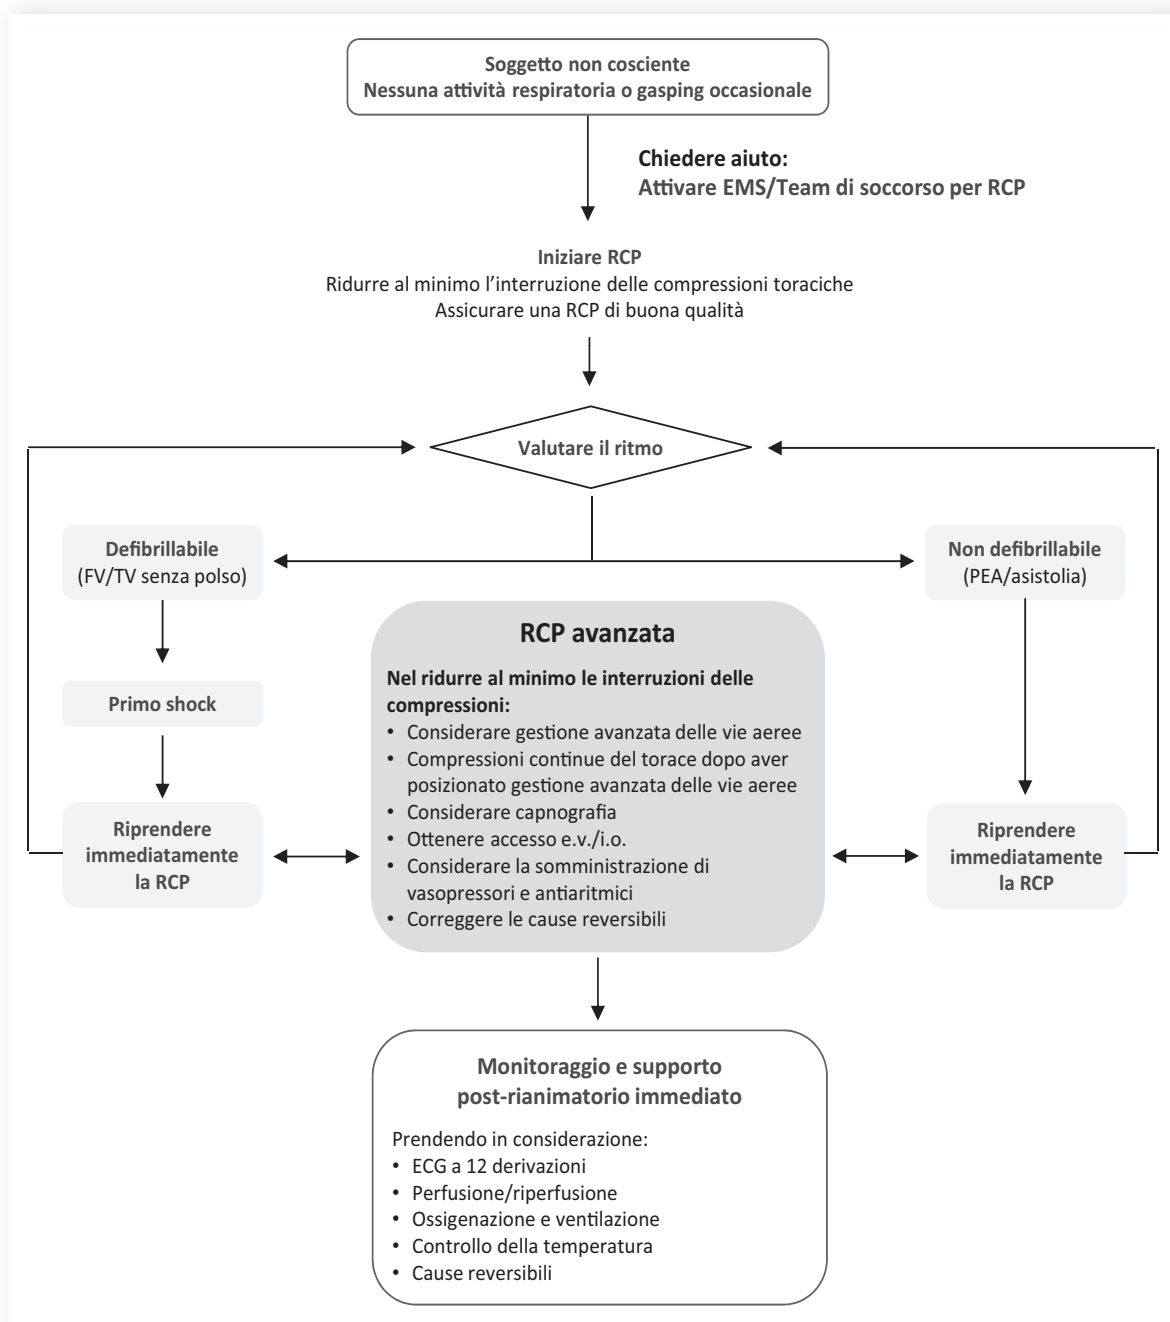 Soggetto non cosciente
Nessuna attività respiratoria o gasping occasionale
Chiedere aiuto:
Attivare EMS/Team di soccorso per RCP
Iniziare RCP
Ridurre al minimo l’interruzione delle compressioni toraciche
Assicurare una RCP di buona qualità
Valutare il ritmo
Defibrillabile
(FV/TV senza polso)
Non defibrillabile
(PEA/asistolia)
Primo shock
Riprendere
immediatamente
la RCP
RCP avanzata
Nel ridurre al minimo le interruzioni delle
compressioni:
• Considerare gestione avanzata delle vie aeree
• Compressioni continue del torace dopo aver
posizionato gestione avanzata delle vie aeree
• Considerare capnografia
• Ottenere accesso e.v./i.o.
• Considerare la somministrazione di
vasopressori e antiaritmici
• Correggere le cause reversibili
Riprendere
immediatamente
la RCP
Monitoraggio e supporto
post-rianimatorio immediato
Prendendo in considerazione:
• ECG a 12 derivazioni
• Perfusione/riperfusione
• Ossigenazione e ventilazione
• Controllo della temperatura
• Cause reversibili